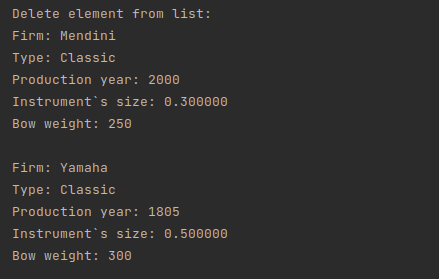 Delete element from list:
Firm: Mendini
Type: Classic
Production year: 2000
Instrument`s size: 0.300000
Bow weight: 250
Firm: Yamaha
Type: Classic
Production year: 1805
Instrument`s size: 0.500000
Bow weight: 300